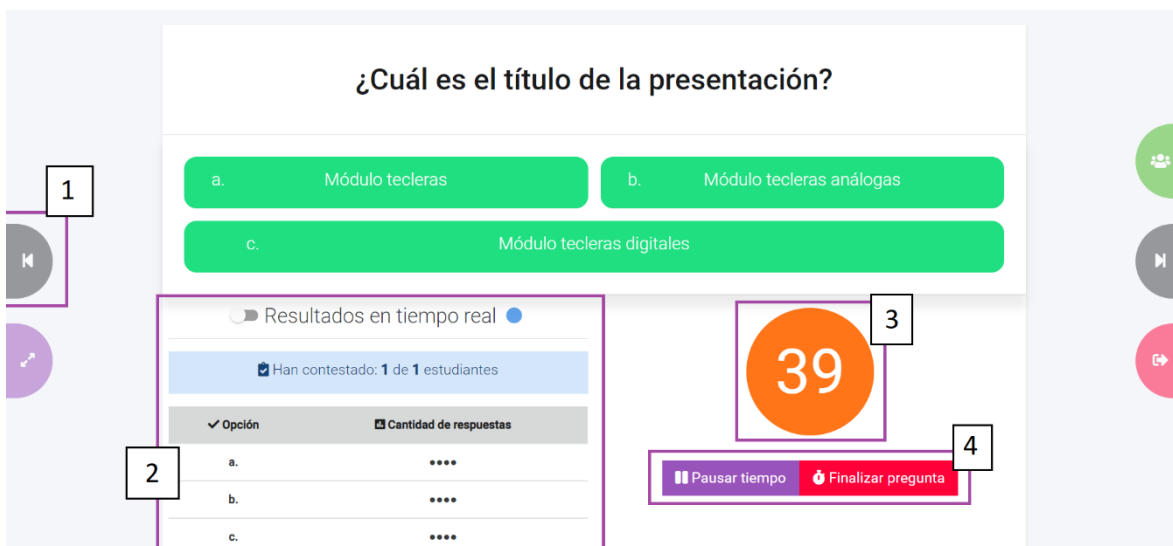 ¿Cuál es el título de la presentación?
a. Módulo tecleras
b. Módulo tecleras análogas
1
c. Módulo tecleras digitales
Resultados en tiempo real
3
39
Han contestado: 1 de 1 estudiantes
Opción Cantidad de respuestas
4
a. ••••
2
Pausar tiempo Finalizar pregunta
b. ••••
c. ••••